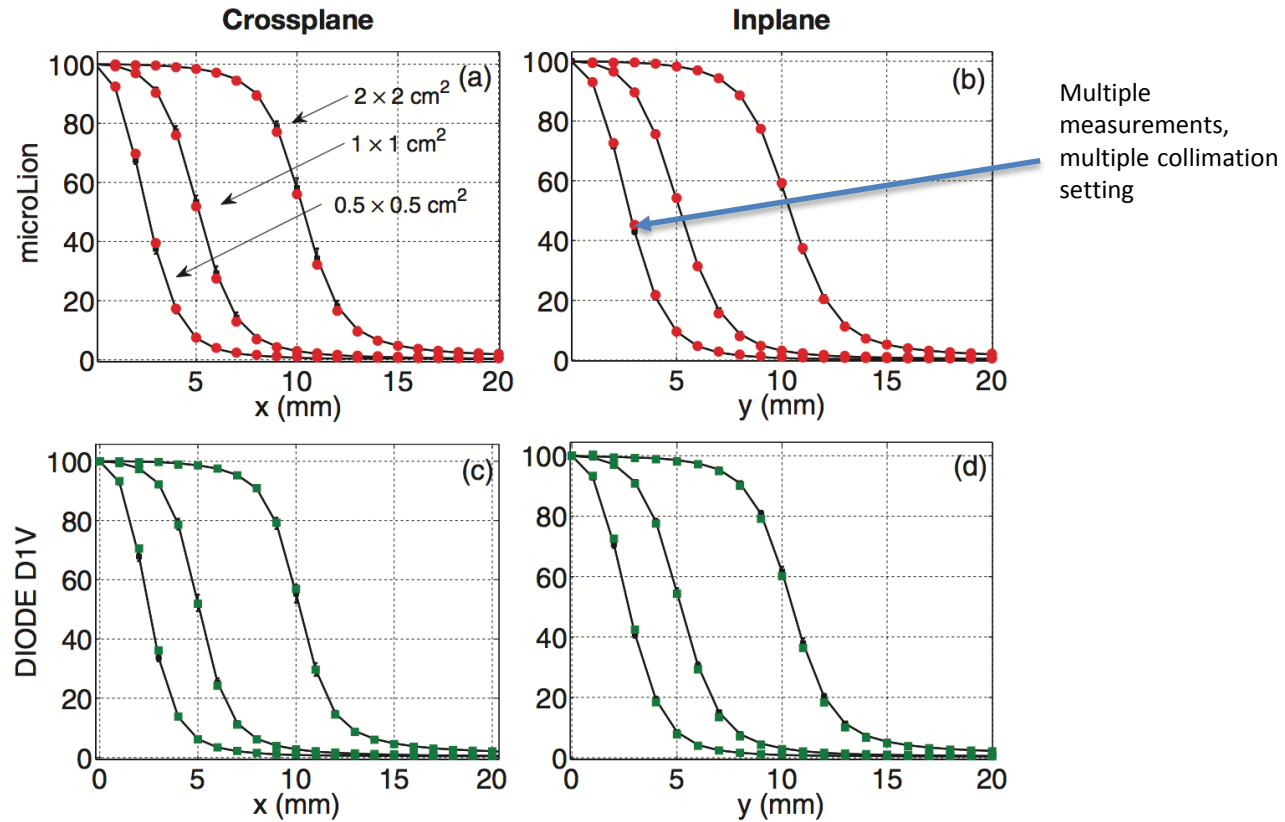 Crossplane
Inplane
microLion
100
80
60
40
20
0
(a)
2 × 2 cm²
1 × 1 cm²
0.5 × 0.5 cm²
5
10
15
20
x (mm)
100
80
60
40
20
0
(b)
5
10
15
20
y (mm)
Multiple
measurements,
multiple collimation
setting
DIODE D1V
100
80
60
40
20
0
(c)
0
5
10
15
20
x (mm)
100
80
60
40
20
0
(d)
0
5
10
15
20
y (mm)